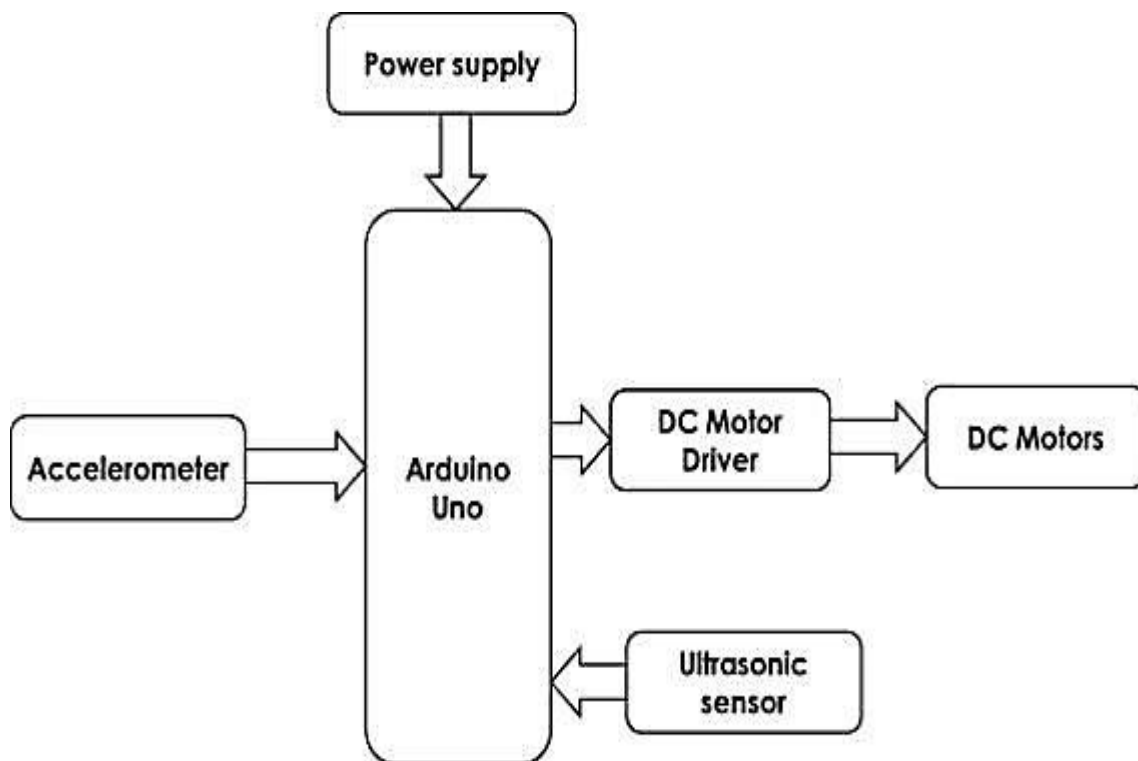 Power supply
Accelerometer
Arduino
Uno
DC Motor
Driver
DC Motors
Ultrasonic
sensor